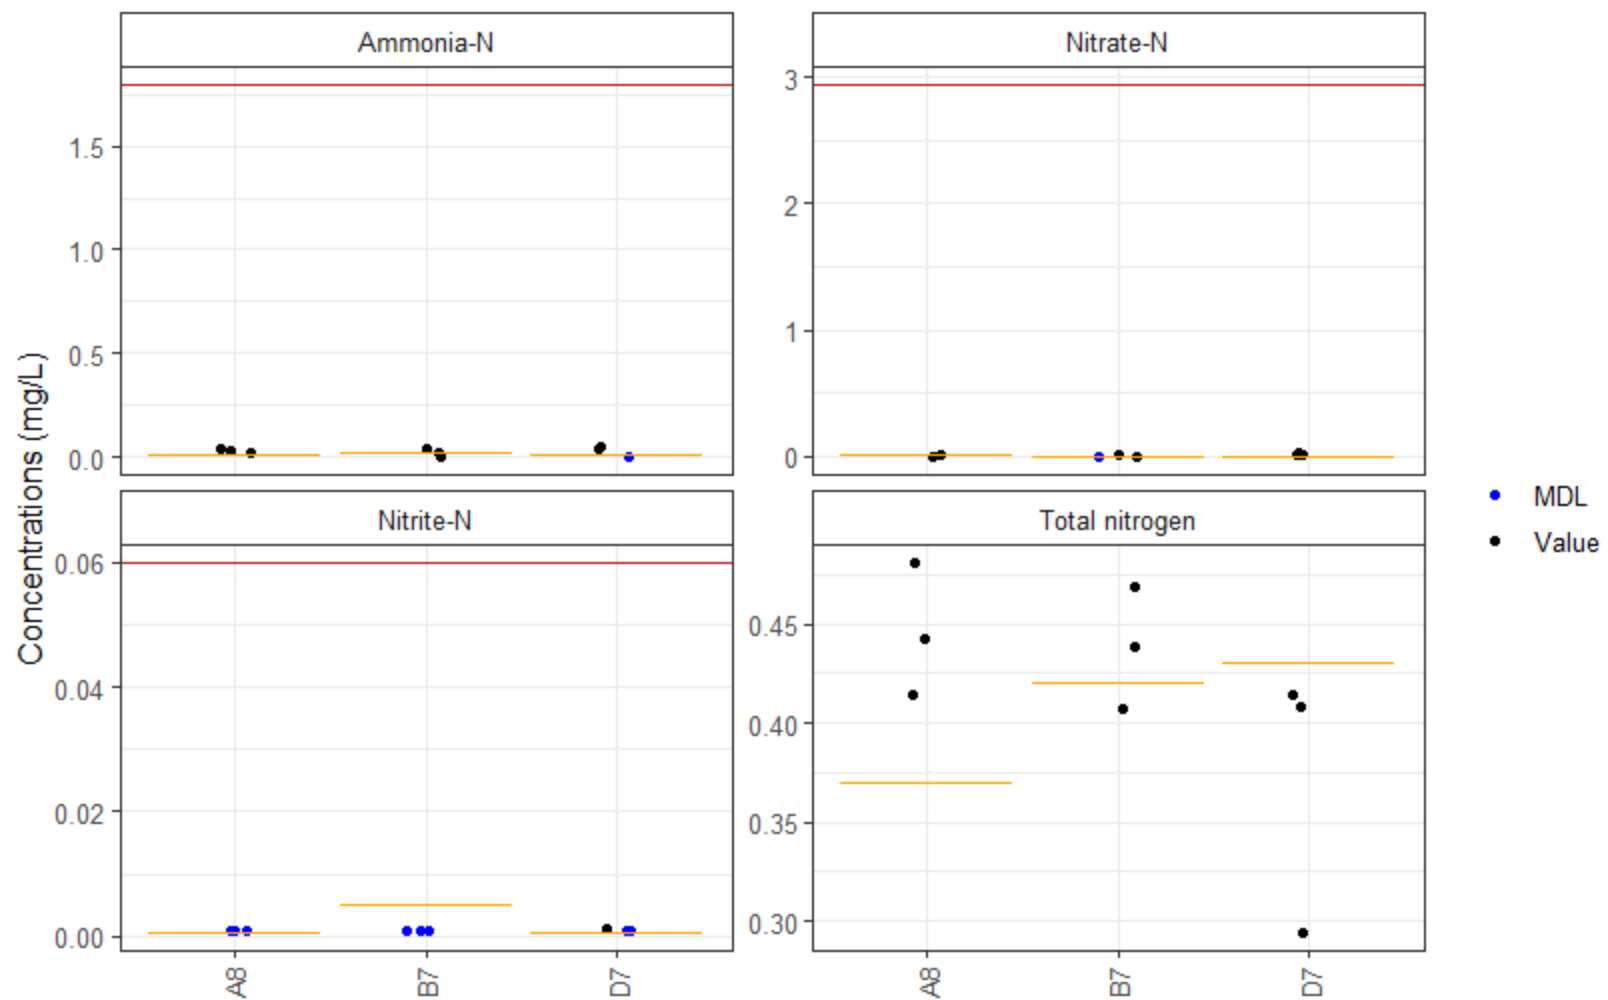 Ammonia-N
Nitrate-N
1.5
1.0
0.5
0.0
3
2
1
0
Concentrations (mg/L)
Nitrite-N
Total nitrogen
0.06
0.04
0.02
0.00
0.45
0.40
0.35
0.30
A8
B7
D7
A8
B7
D7
MDL
Value